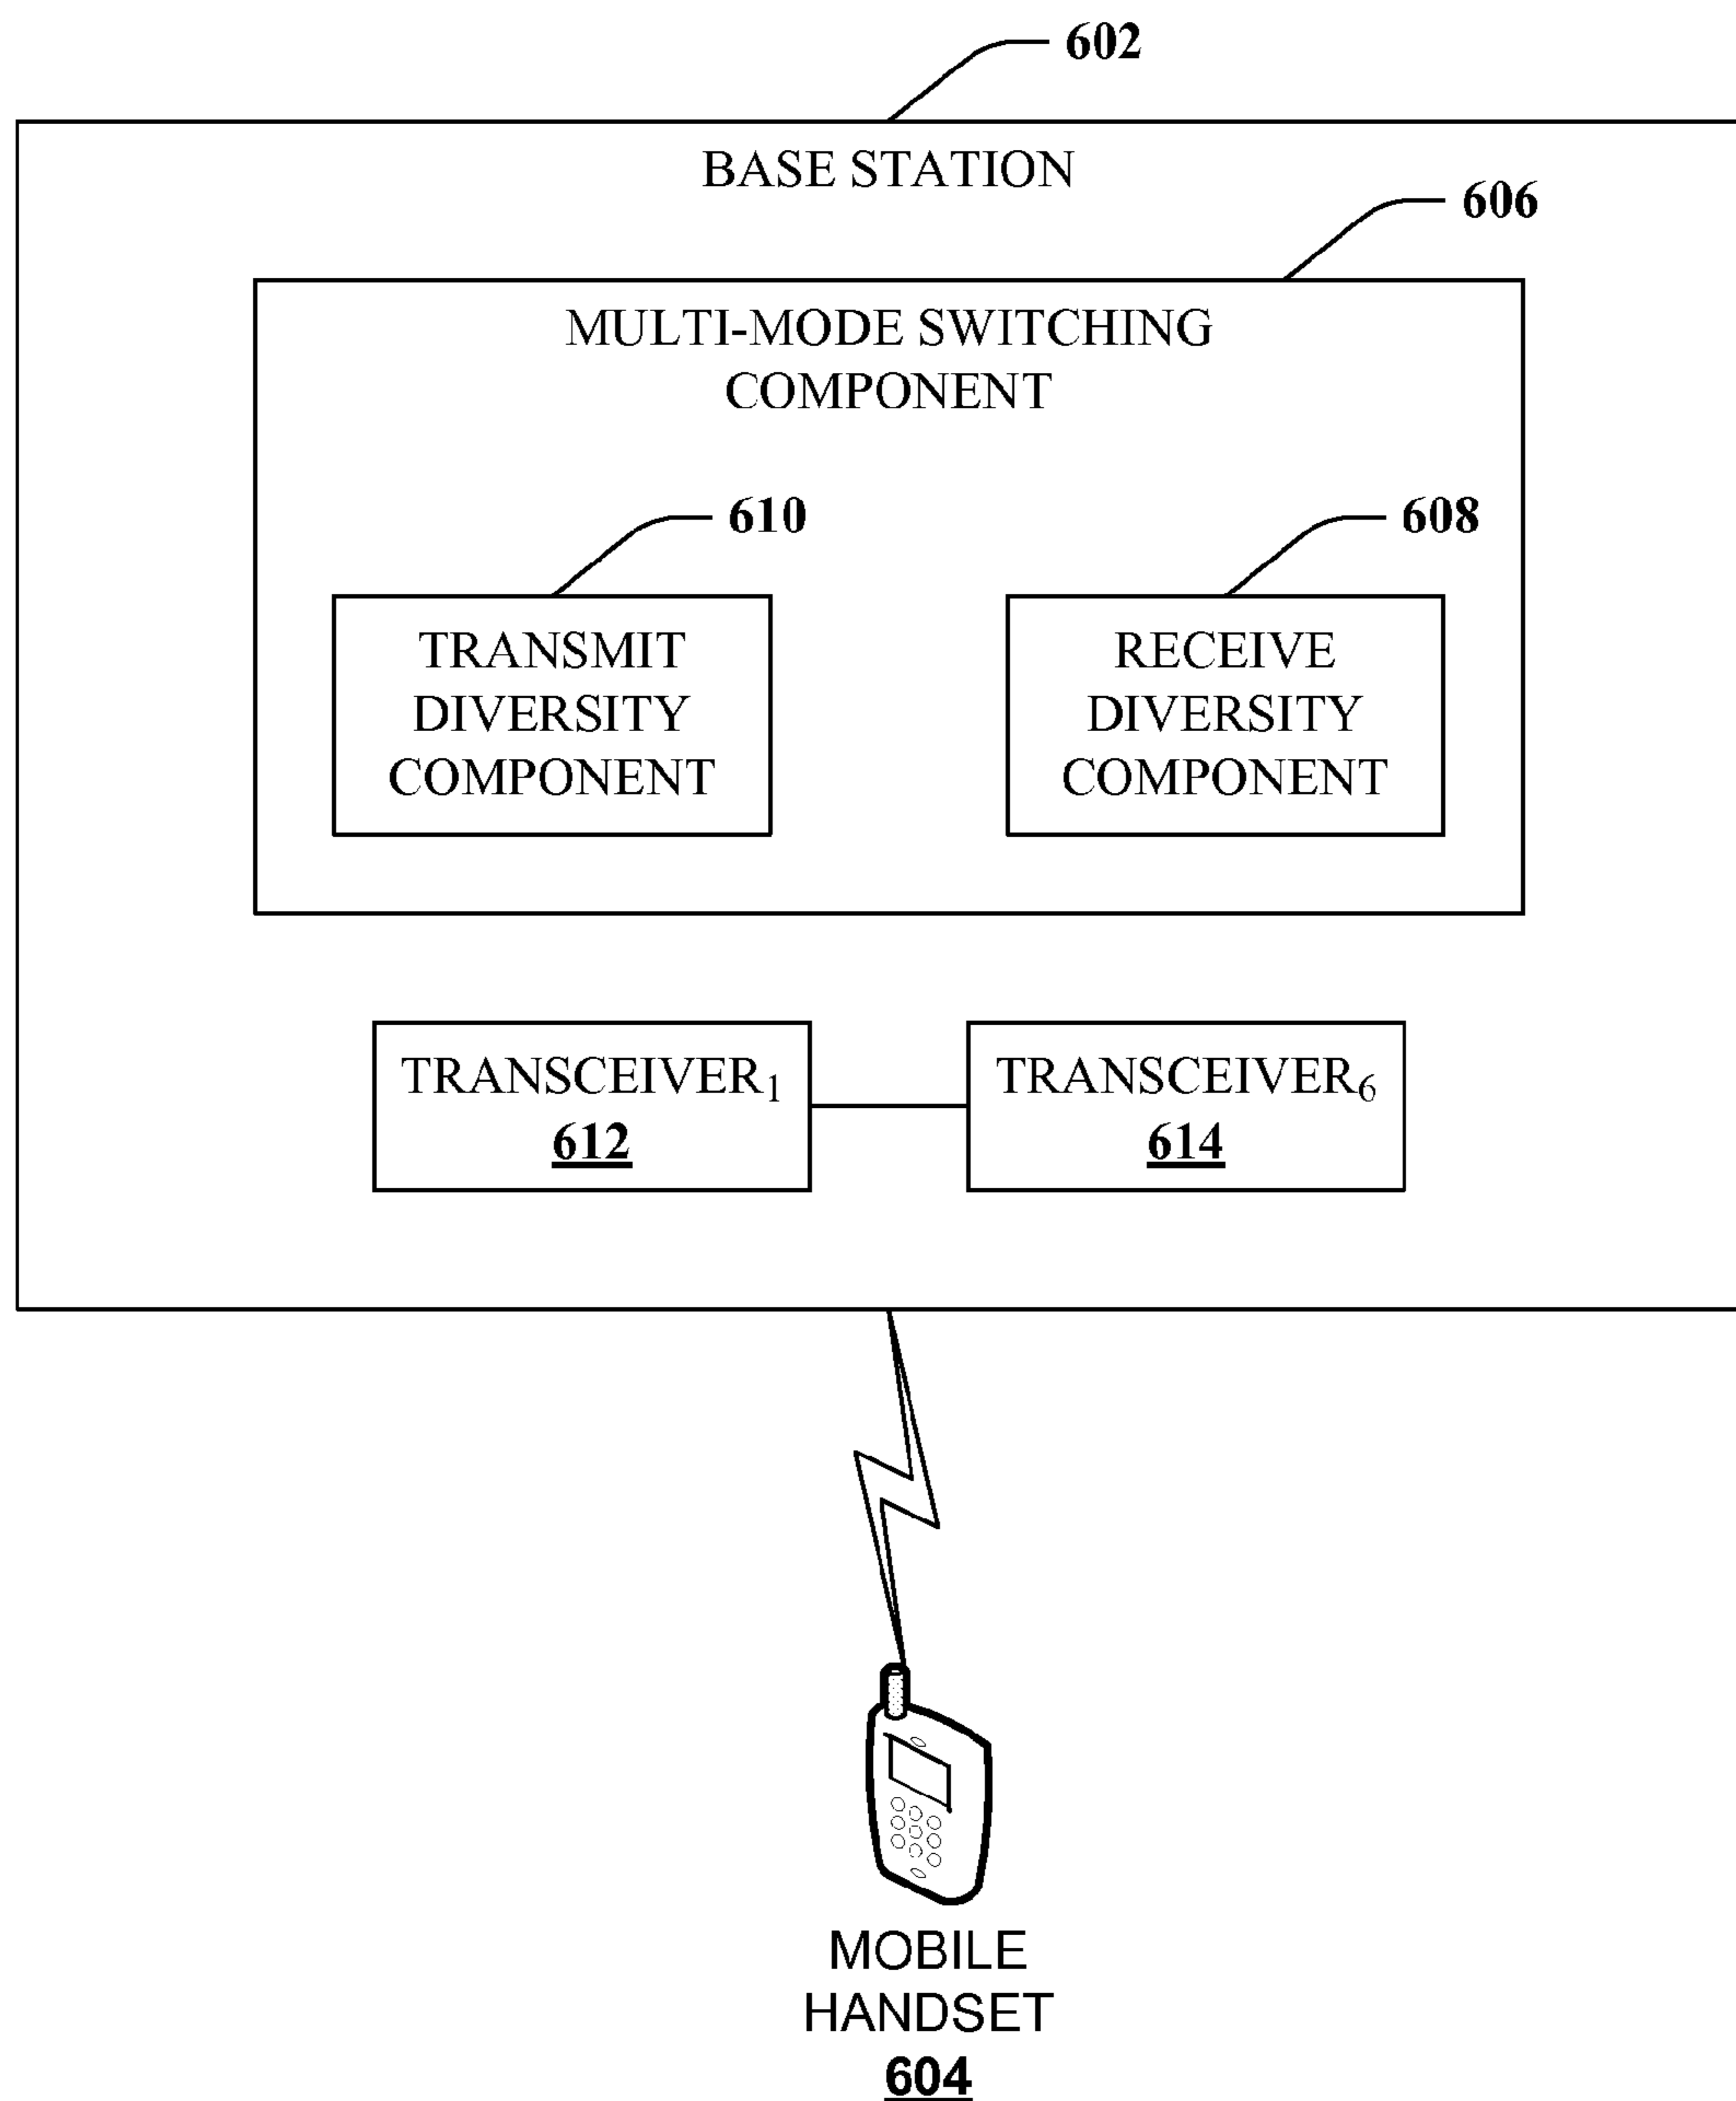 602
BASE STATION
606
MULTI-MODE SWITCHING
COMPONENT
610
608
TRANSMIT
DIVERSITY
COMPONENT
RECEIVE
DIVERSITY
COMPONENT
TRANSCEIVER₁
612
TRANSCEIVER₆
614
MOBILE
HANDSET
604